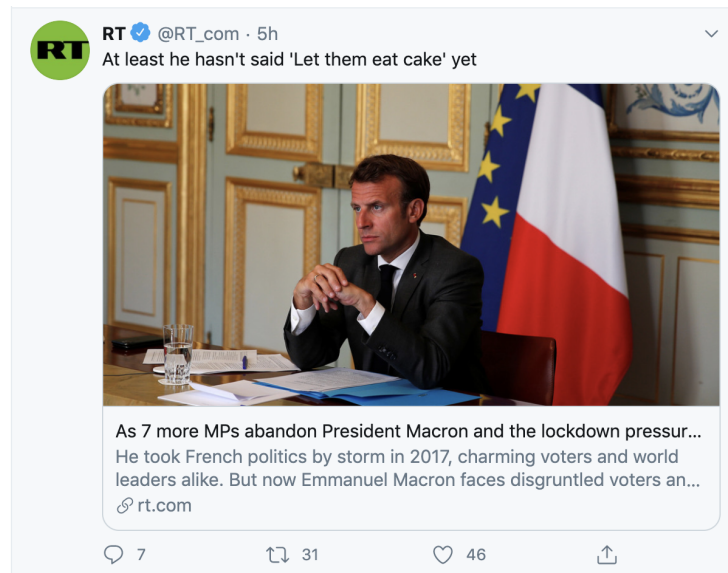 RT
RT @RT_com · 5h
At least he hasn't said 'Let them eat cake' yet
As 7 more MPs abandon President Macron and the lockdown pressur...
He took French politics by storm in 2017, charming voters and world
leaders alike. But now Emmanuel Macron faces disgruntled voters an...
rt.com
7 31 46